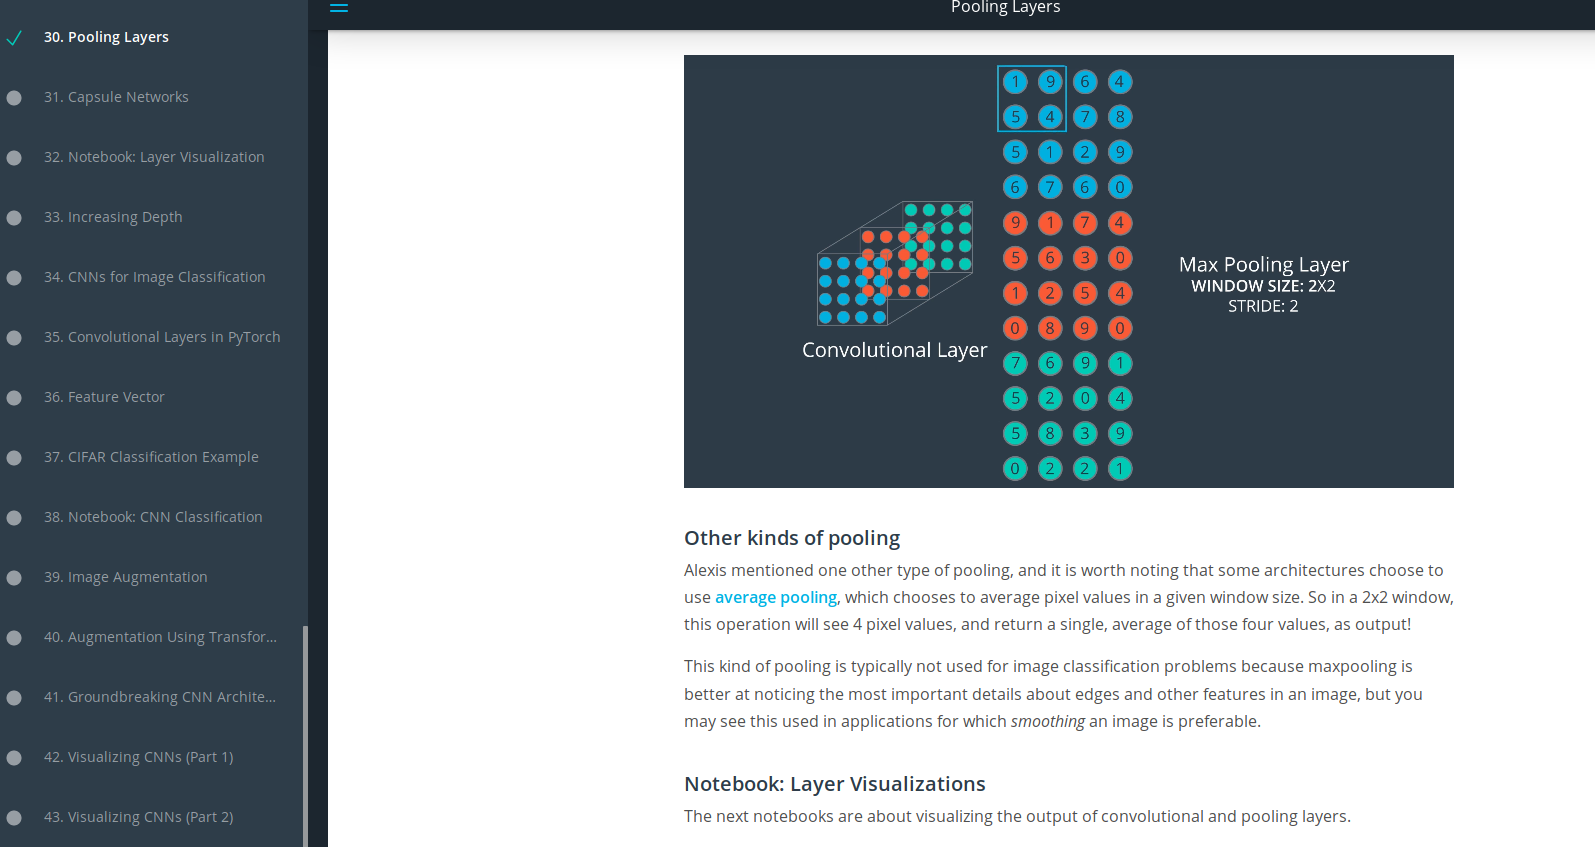 Pooling Layers
30. Pooling Layers
31. Capsule Networks
32. Notebook: Layer Visualization
33. Increasing Depth
34. CNNs for Image Classification
35. Convolutional Layers in PyTorch
36. Feature Vector
37. CIFAR Classification Example
38. Notebook: CNN Classification
39. Image Augmentation
40. Augmentation Using Transfor...
41. Groundbreaking CNN Archite...
42. Visualizing CNNs (Part 1)
43. Visualizing CNNs (Part 2)
Convolutional Layer
1 9 6 4
5 4 7 8
5 1 2 9
6 7 6 0
9 1 7 4
5 6 3 0
1 2 5 4
0 8 9 0
7 6 9 1
5 2 0 4
5 8 3 9
0 2 2 1
Max Pooling Layer
WINDOW SIZE: 2X2
STRIDE: 2
Other kinds of pooling
Alexis mentioned one other type of pooling, and it is worth noting that some architectures choose to
use average pooling, which chooses to average pixel values in a given window size. So in a 2x2 window,
this operation will see 4 pixel values, and return a single, average of those four values, as output!
This kind of pooling is typically not used for image classification problems because maxpooling is
better at noticing the most important details about edges and other features in an image, but you
may see this used in applications for which smoothing an image is preferable.
Notebook: Layer Visualizations
The next notebooks are about visualizing the output of convolutional and pooling layers.